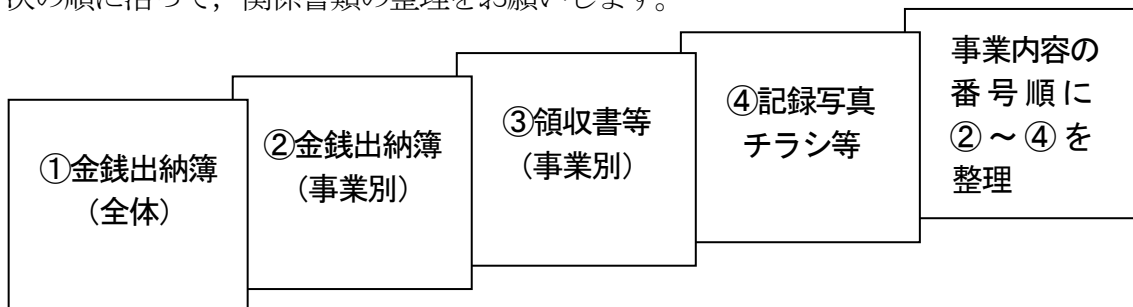 次の順に沿って，関係書類の整理をお願いします。
①金銭出納簿
（全体）
②金銭出納簿
（事業別）
③領収書等
（事業別）
④記録写真
チラシ等
事業内容の
番号順に
②～④を
整理